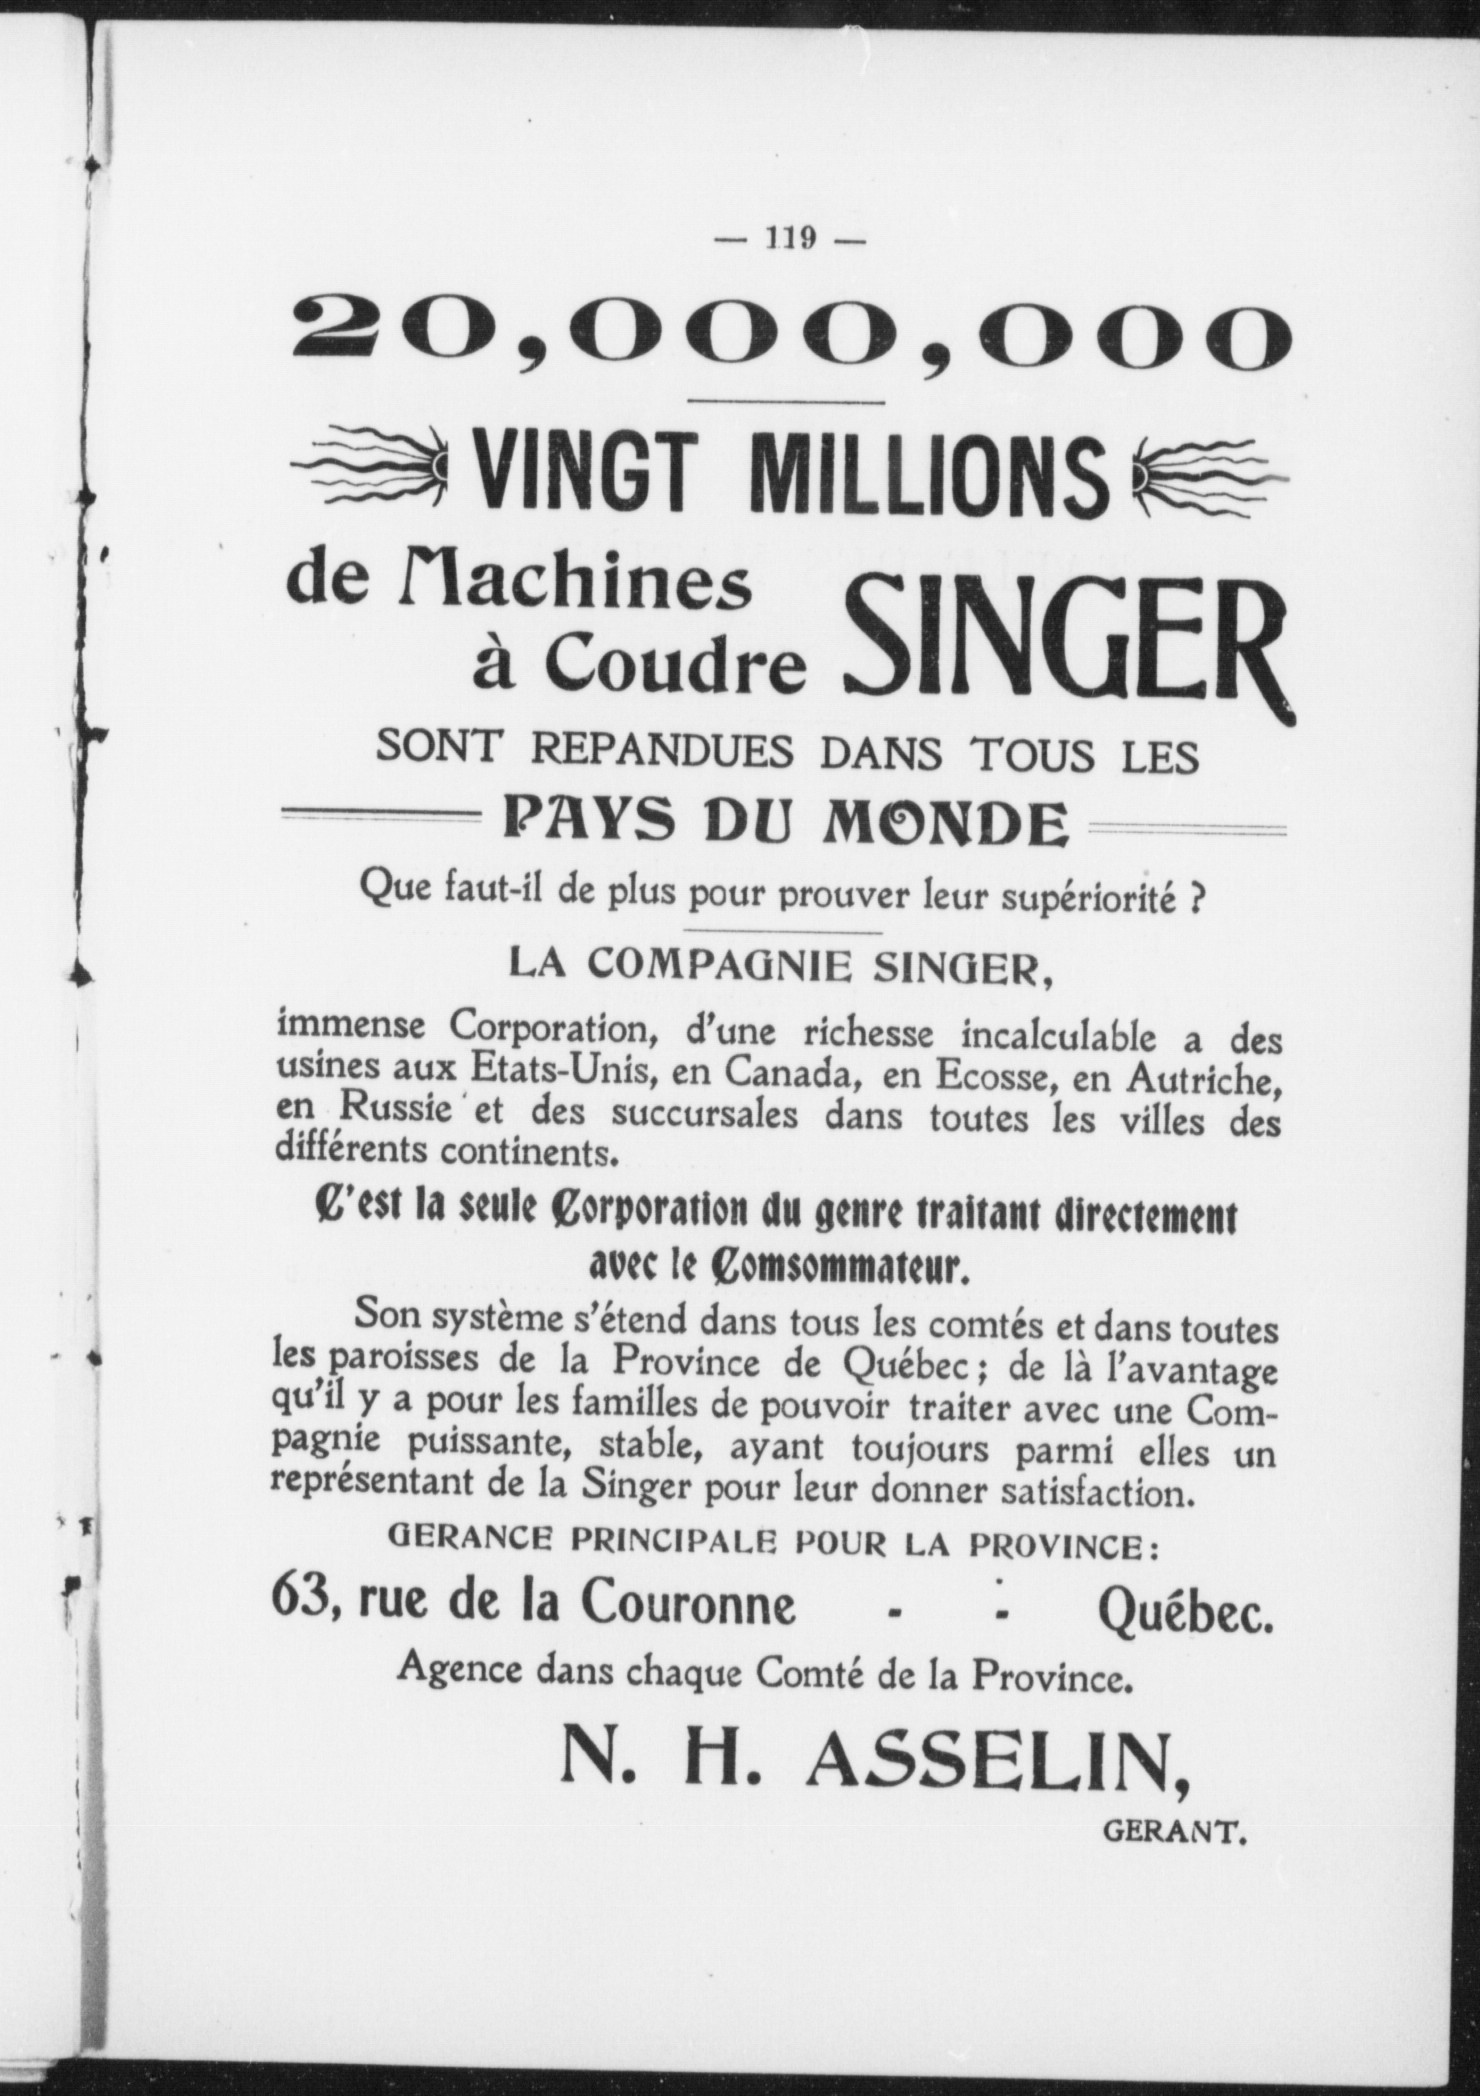 — 119 —
20,000,000
VINGT MILLIONS
de Machines
à Coudre SINGER
SONT REPANDUES DANS TOUS LES
PAYS DU MONDE
Que faut-il de plus pour prouver leur supériorité ?
LA COMPAGNIE SINGER,
immense Corporation, d'une richesse incalculable a des
usines aux Etats-Unis, en Canada, en Ecosse, en Autriche,
en Russie et des succursales dans toutes les villes des
différents continents.
C'est la seule Corporation du genre traitant directement
avec le Comsommateur.
Son système s'étend dans tous les comtés et dans toutes
les paroisses de la Province de Québec ; de là l'avantage
qu'il y a pour les familles de pouvoir traiter avec une Com-
pagnie puissante, stable, ayant toujours parmi elles un
représentant de la Singer pour leur donner satisfaction.
GERANCE PRINCIPALE POUR LA PROVINCE:
63, rue de la Couronne - - Québec.
Agence dans chaque Comté de la Province.
N. H. ASSELIN,
GERANT.